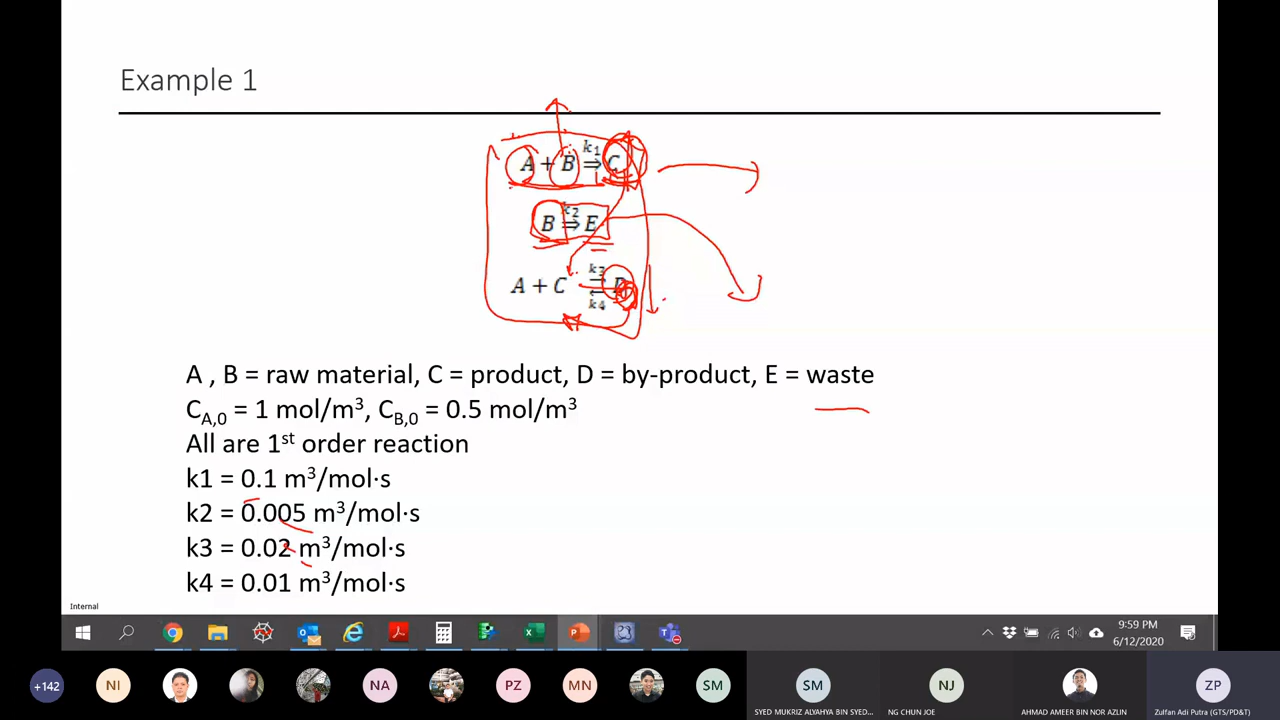 Example 1
A + B ⇒ C
k1
B ⇒ E
k2
A + C ⇌ D
k3
k4
A , B = raw material, C = product, D = by-product, E = waste
C_A,0 = 1 mol/m³, C_B,0 = 0.5 mol/m³
All are 1st order reaction
k1 = 0.1 m³/mol·s
k2 = 0.005 m³/mol·s
k3 = 0.02 m³/mol·s
k4 = 0.01 m³/mol·s
Internal
9:59 PM
6/12/2020
+142
NI
NA
PZ
MN
SM
SM
NJ
ZP
SYED MUKRIZ ALYAHYA BIN SYED...
NG CHUN JOE
AHMAD AMEER BIN NOR AZLIN
Zulfan Adi Putra (GTS/PD&T)